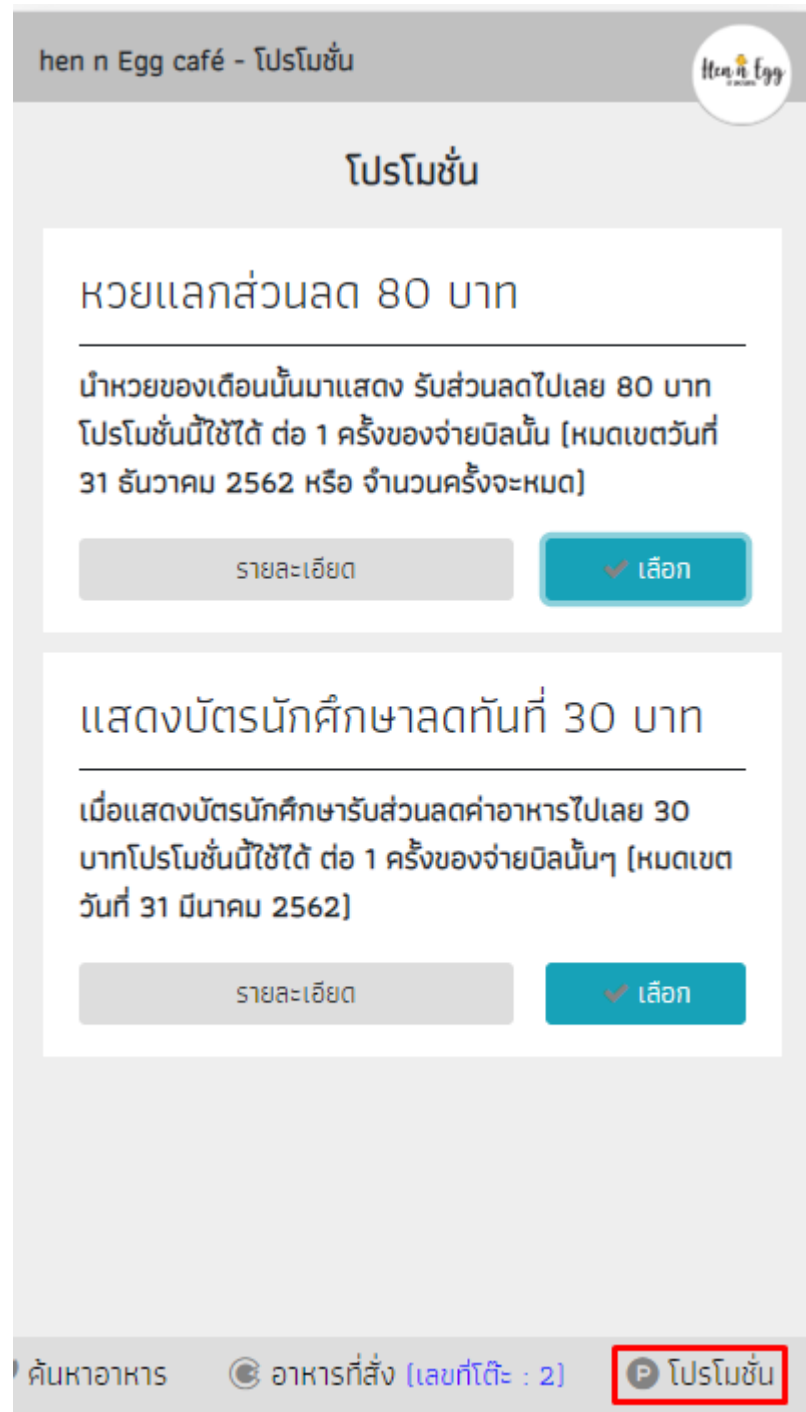 hen n Egg café - โปรโมชั่น
Hen n Egg
โปรโมชั่น
หวยแลกส่วนลด 80 บาท
นำหวยของเดือนนั้นมาแสดง รับส่วนลดไปเลย 80 บาท
โปรโมชั่นนี้ใช้ได้ ต่อ 1 ครั้งของจ่ายบิลนั้น (หมดเขตวันที่
31 ธันวาคม 2562 หรือ จำนวนครั้งจะหมด)
รายละเอียด
เลือก
แสดงบัตรนักศึกษาลดทันที่ 30 บาท
เมื่อแสดงบัตรนักศึกษารับส่วนลดค่าอาหารไปเลย 30
บาทโปรโมชั่นนี้ใช้ได้ ต่อ 1 ครั้งของจ่ายบิลนั้นๆ (หมดเขต
วันที่ 31 มีนาคม 2562)
รายละเอียด
เลือก
ค้นหาอาหาร
อาหารที่สั่ง (เลขที่โต๊ะ : 2)
P โปรโมชั่น